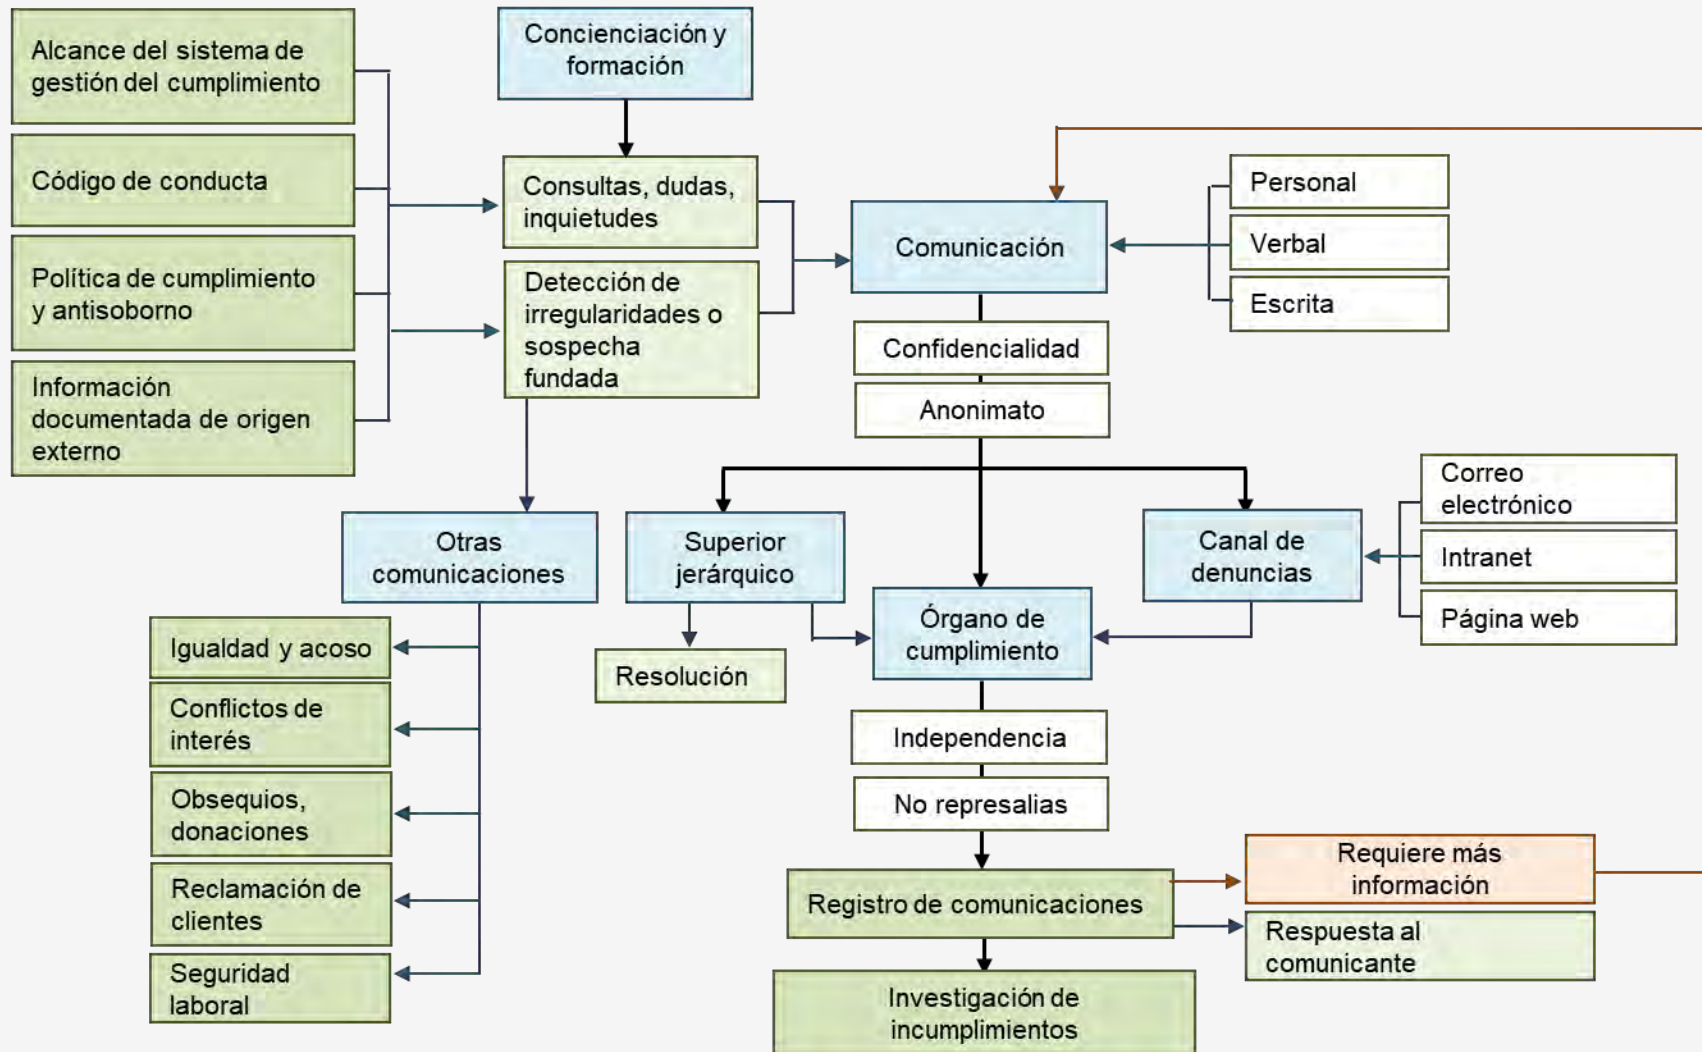 Alcance del sistema de
gestión del cumplimiento
Código de conducta
Política de cumplimiento
y antisoborno
Información
documentada de origen
externo
Concienciación y
formación
Consultas, dudas,
inquietudes
Detección de
irregularidades o
sospecha
fundada
Comunicación
Personal
Verbal
Escrita
Confidencialidad
Anonimato
Otras
comunicaciones
Superior
jerárquico
Canal de
denuncias
Correo
electrónico
Intranet
Página web
Órgano de
cumplimiento
Resolución
Igualdad y acoso
Conflictos de
interés
Obsequios,
donaciones
Reclamación de
clientes
Seguridad
laboral
Independencia
No represalias
Registro de comunicaciones
Requiere más
información
Respuesta al
comunicante
Investigación de
incumplimientos